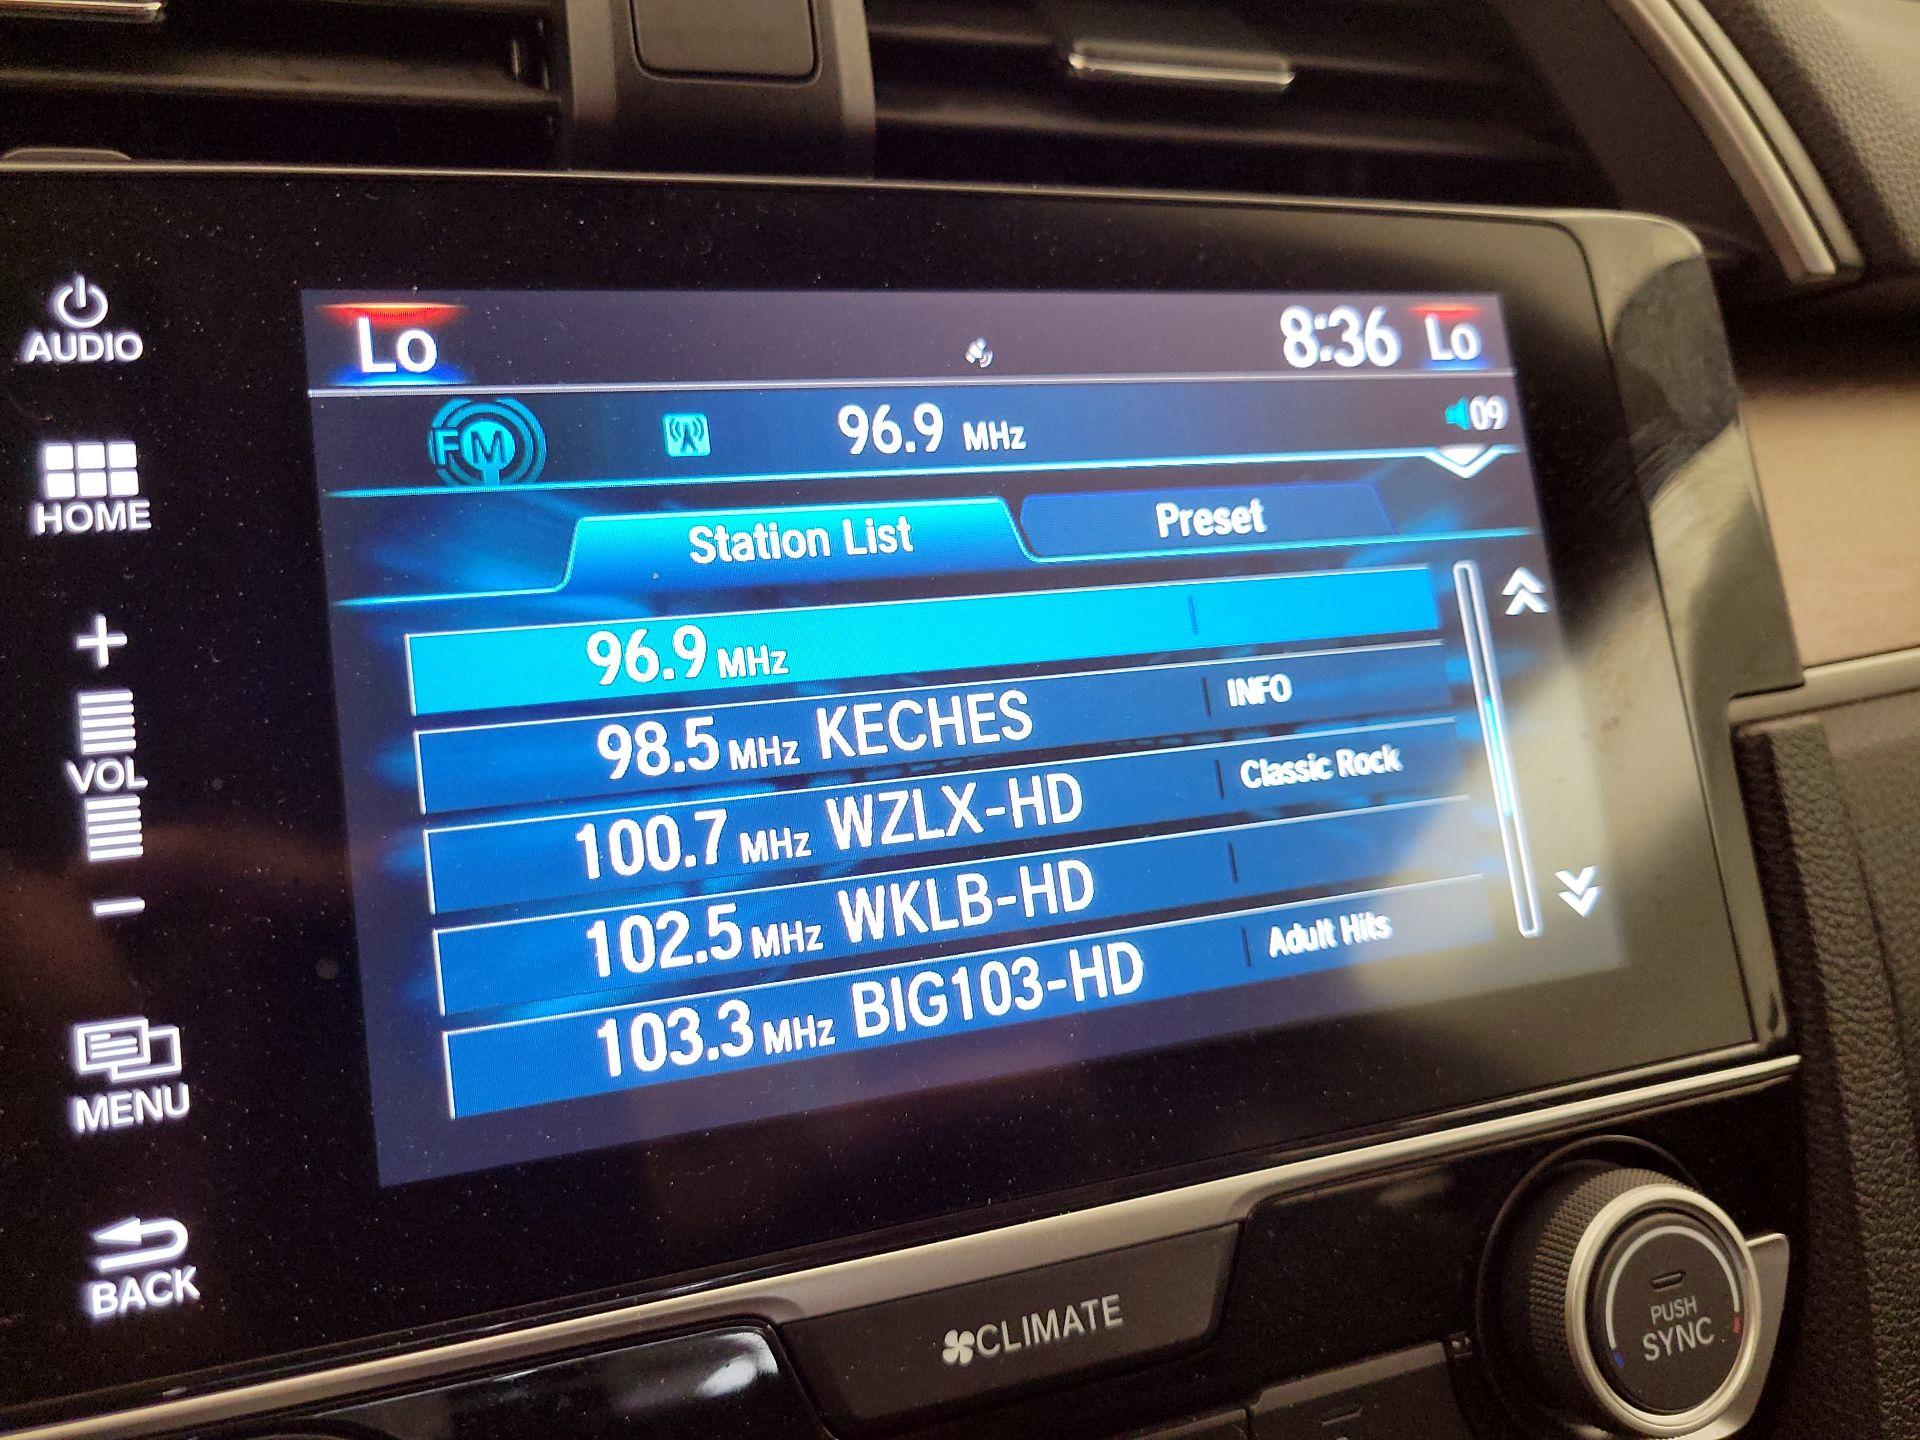 Lo
8:36 Lo
FM
96.9 MHz
09
Station List
Preset
96.9 MHz
98.5 MHz KECHES INFO
100.7 MHz WZLX-HD Classic Rock
102.5 MHz WKLB-HD
103.3 MHz BIG103-HD Adult Hits
AUDIO
HOME
+
VOL
–
MENU
BACK
CLIMATE
PUSH
SYNC